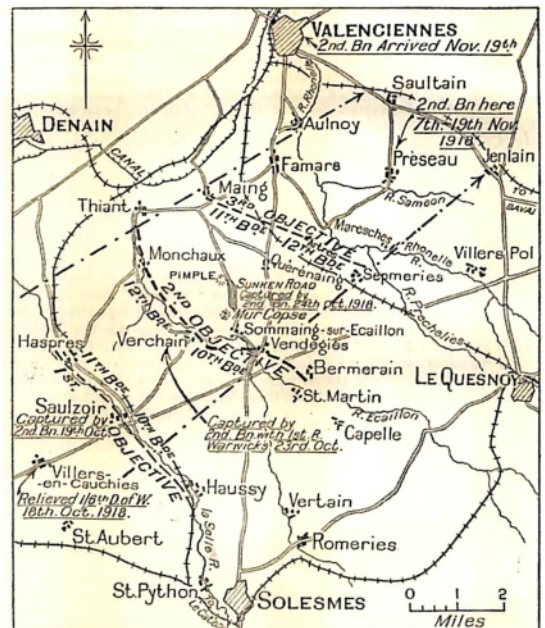 VALENCIENNES
2nd. Bn Arrived Nov. 19th
Saultain
2nd. Bn here
7th.-19th Nov.
1918
R. Rhonelle
Aulnoy
DENAIN
CANAL
Famars
Préseau
Jenlain
TO
BAVAI
Maing
R. Sameon
Thiant
3RD OBJECTIVE
11TH BDE
12TH BDE
Maresches
Rhonelle
R.
Villers Pol
Monchaux
PIMPLE
Quérénaing
Sepmeries
SUNKEN ROAD
Captured by
2nd. Bn. 24th Oct. 1918.
Mur Copse
2ND OBJECTIVE
12TH BDE
10TH BDE
Sommaing-sur-Ecaillon
Vendegies
Verchain
Haspres
Bermerain
LE QUESNOY
St. Martin
R. Ecaillon
Capelle
11TH BDE
10TH BDE
1ST OBJECTIVE
Saulzoir
Captured by
2nd. Bn. 19th Oct.
Captured by
2nd. Bn. with 1st. R.
Warwicks 23rd. Oct.
Villers-
en-Cauchies
Relieved 1/6th D. of W.
18th. Oct. 1918.
Haussy
Vertain
St. Aubert
la Selle R.
Romeries
St. Python
SOLESMES
Le Cateau
0 1 2
Miles